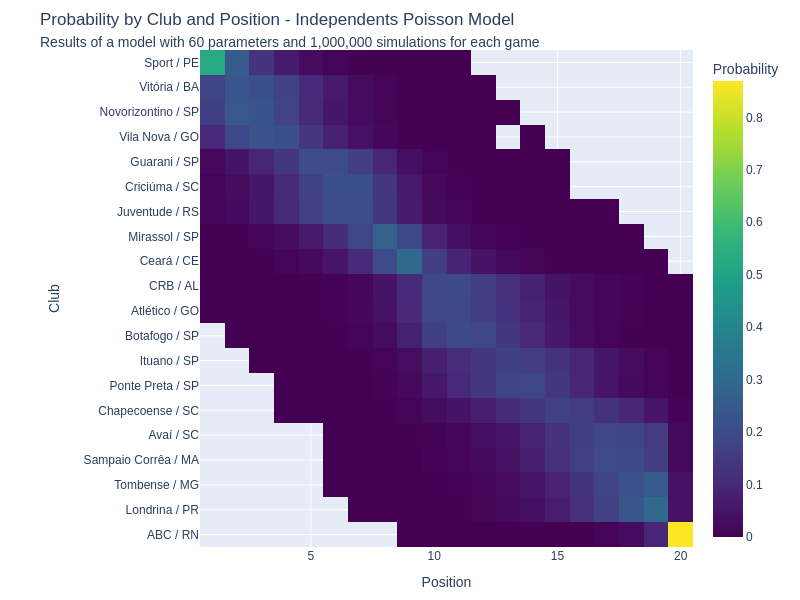 Probability by Club and Position - Independents Poisson Model
Results of a model with 60 parameters and 1,000,000 simulations for each game
Probability
Sport / PE
Vitória / BA
Novorizontino / SP
Vila Nova / GO
Guarani / SP
Criciúma / SC
Juventude / RS
Mirassol / SP
Ceará / CE
CRB / AL
Atlético / GO
Botafogo / SP
Ituano / SP
Ponte Preta / SP
Chapecoense / SC
Avaí / SC
Sampaio Corrêa / MA
Tombense / MG
Londrina / PR
ABC / RN
Club
5 10 15 20
Position
0.8
0.7
0.6
0.5
0.4
0.3
0.2
0.1
0